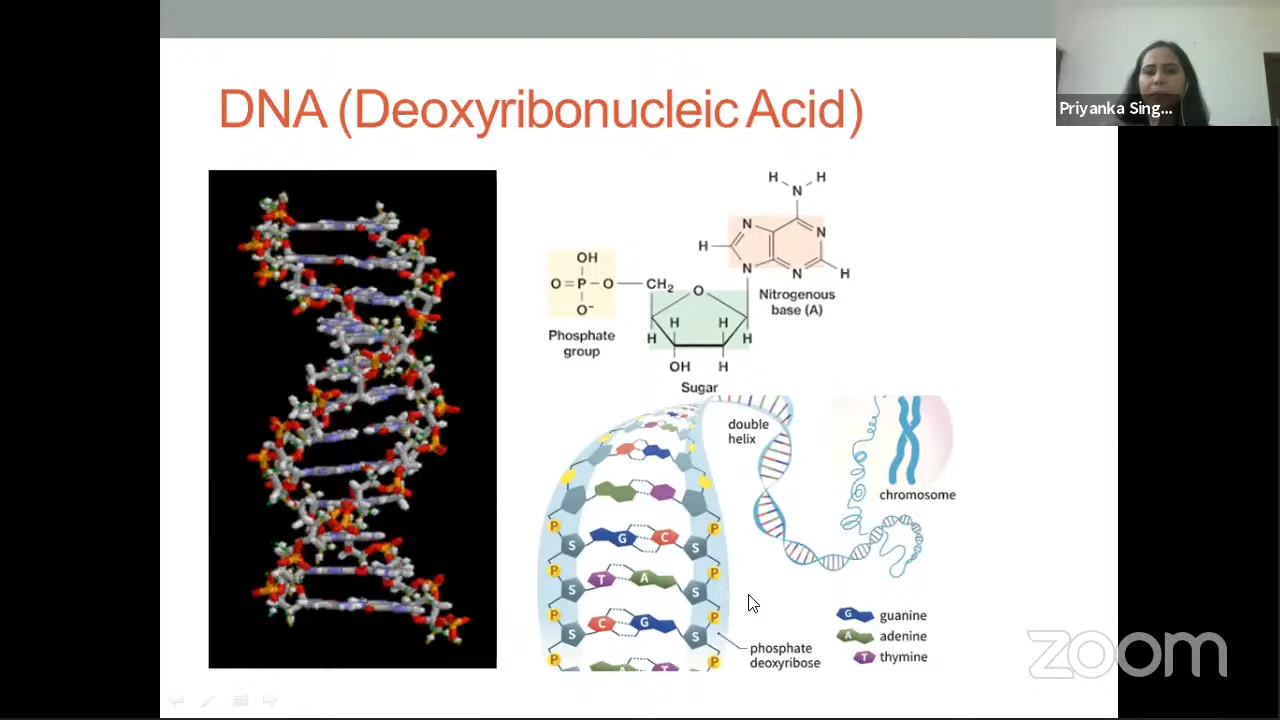 DNA (Deoxyribonucleic Acid)
Priyanka Sing...
H H
N
N N
H
N N H
OH
O=P-O
O-
CH2
O
H H
H H
OH H
Phosphate
group
Nitrogenous
base (A)
Sugar
double
helix
chromosome
P P
S G C S
P P
S T A S
P P
S C G S
P P
A T
phosphate
deoxyribose
G guanine
A adenine
T thymine
zoom